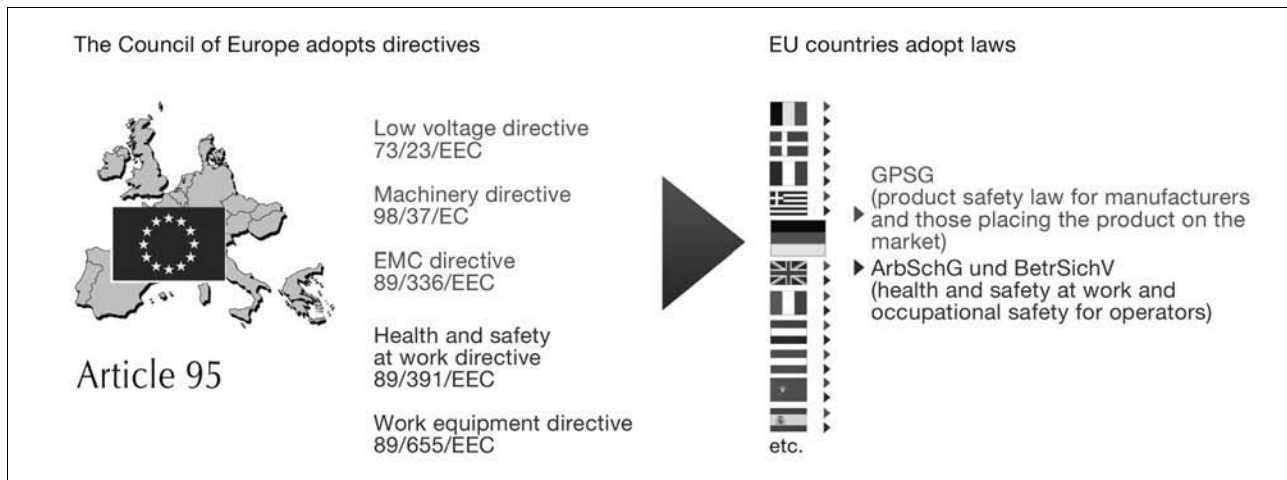 The Council of Europe adopts directives
EU countries adopt laws
Low voltage directive
73/23/EEC
Machinery directive
98/37/EC
EMC directive
89/336/EEC
Health and safety
at work directive
89/391/EEC
Work equipment directive
89/655/EEC
Article 95
GPSG
(product safety law for manufacturers
and those placing the product on the
market)
ArbSchG und BetrSichV
(health and safety at work and
occupational safety for operators)
etc.